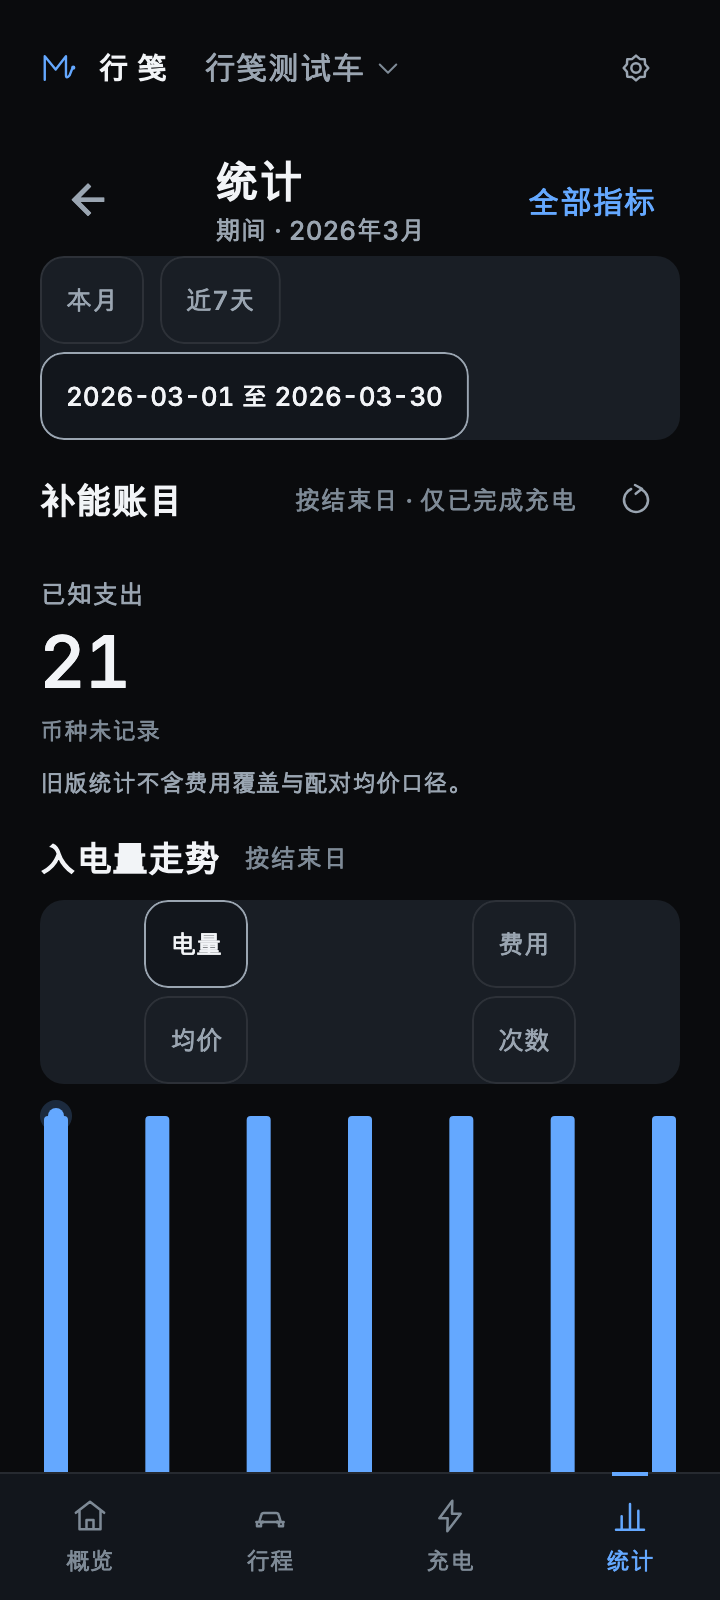 行笺 行笺测试车
统计
期间 · 2026年3月
全部指标
本月 近7天
2026-03-01 至 2026-03-30
补能账目 按结束日 · 仅已完成充电
已知支出
21
币种未记录
旧版统计不含费用覆盖与配对均价口径。
入电量走势 按结束日
电量 费用
均价 次数
概览 行程 充电 统计